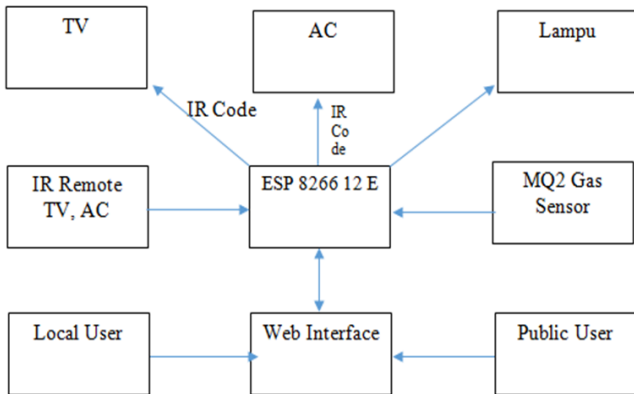 TV
AC
Lampu
IR Code
IR
Co
de
IR Remote
TV, AC
ESP 8266 12 E
MQ2 Gas
Sensor
Local User
Web Interface
Public User